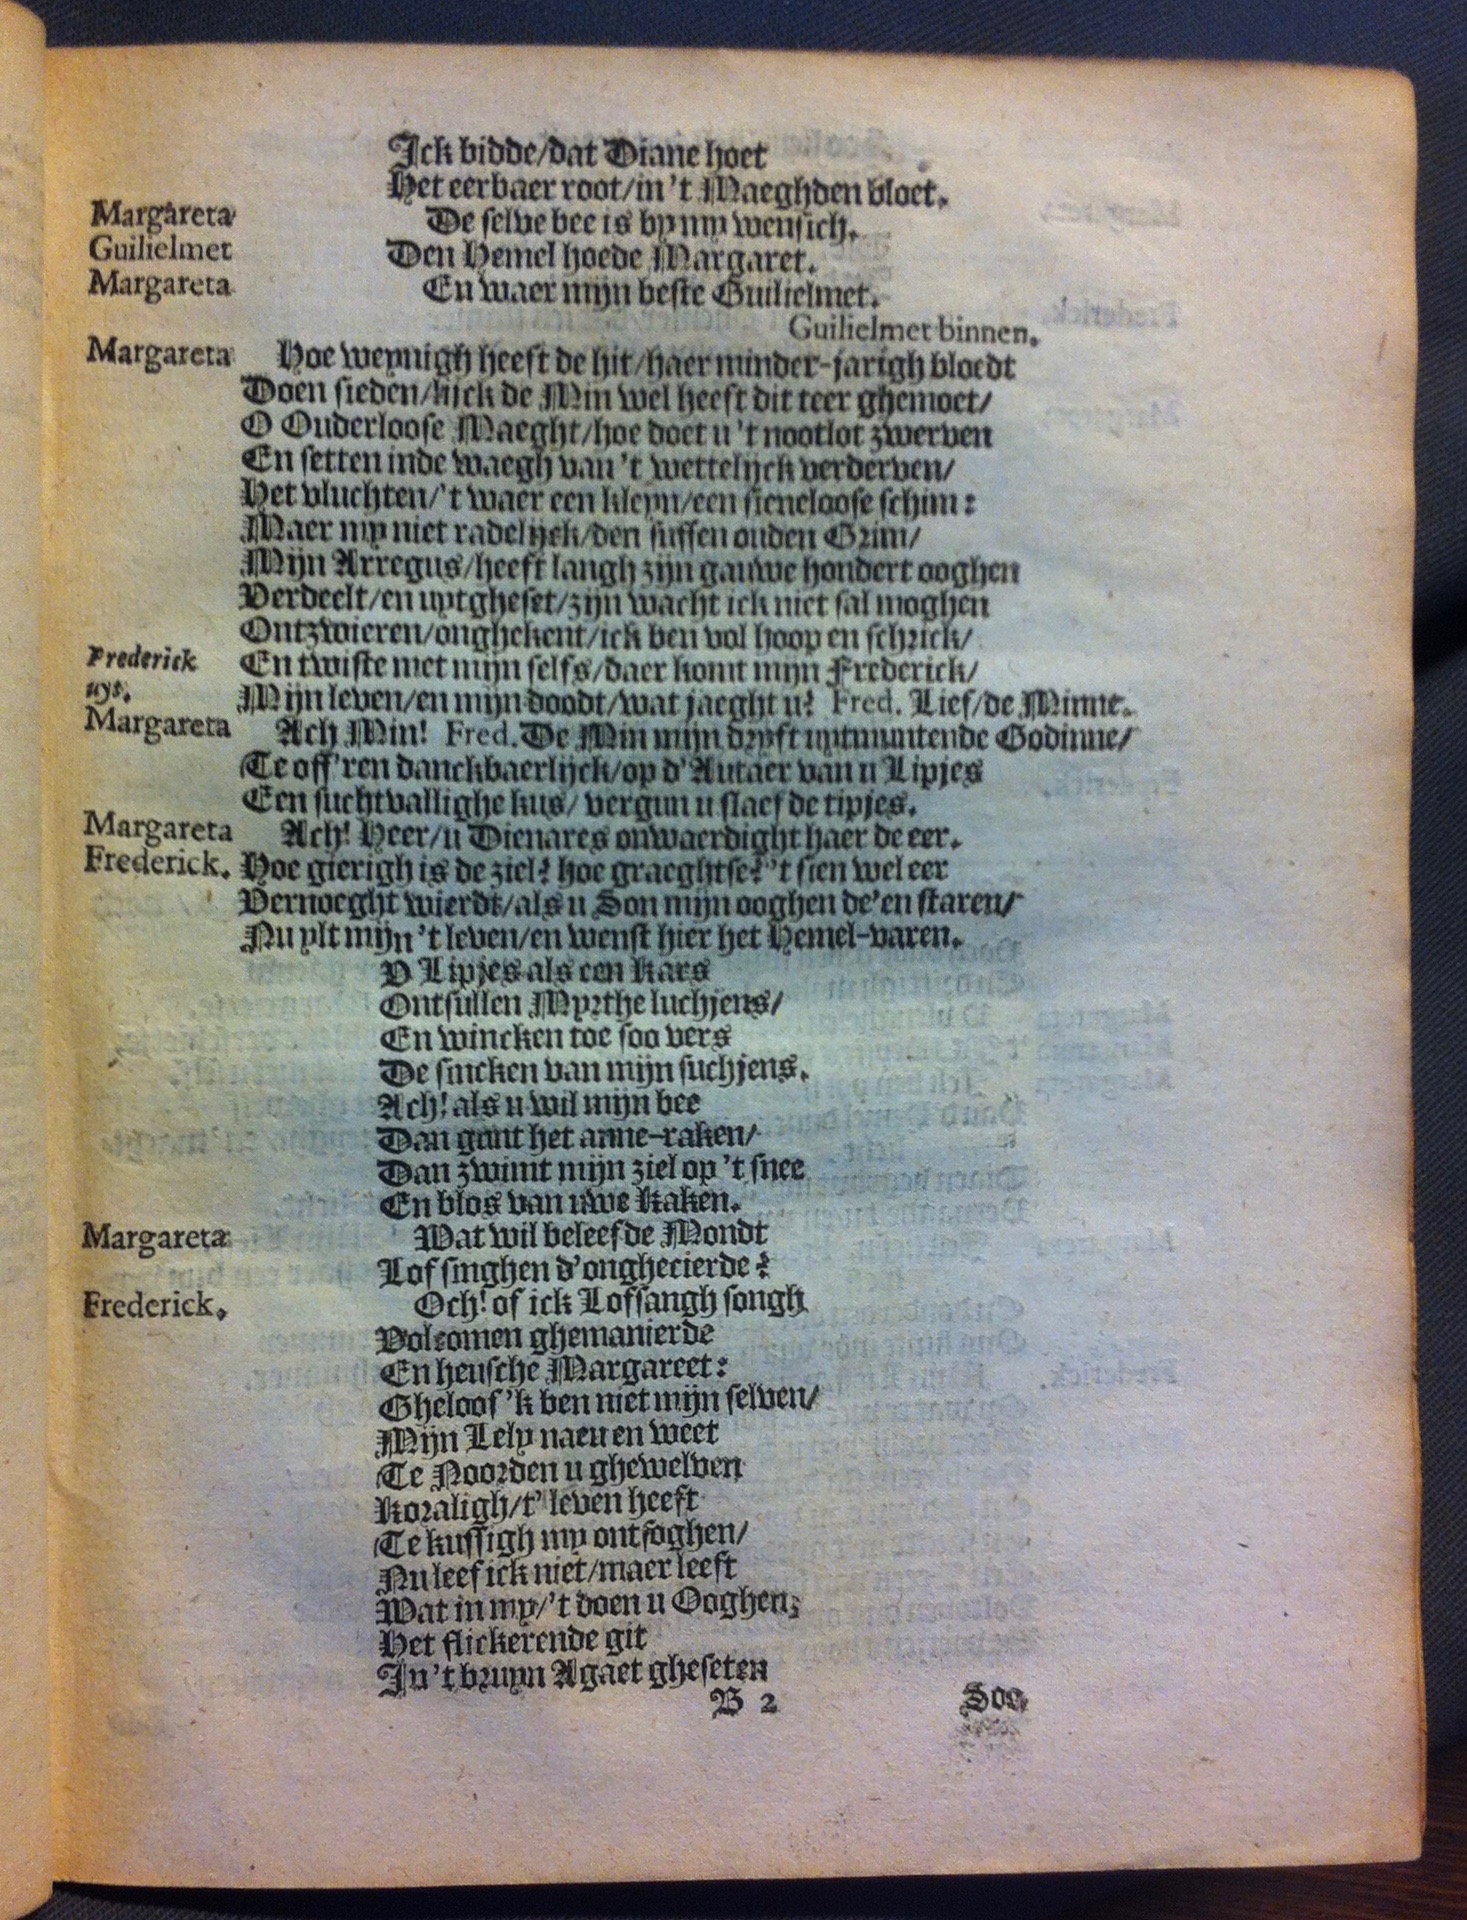 Ick bidde/dat Diane hoet
Het eerbaer root/in 't Maeghden bloet.
Margareta De selve bee is by my wensich.
Guilielmet Den Hemel hoede Margaret.
Margareta En waer mijn beste Guilielmet.
Guilielmet binnen.
Margareta Hoe weynigh heeft de hit/haer minder-jarigh bloedt
Doen sieden/kick de Min wel heeft dit teer ghemoet/
O Ouderloose Maeght/hoe doet u 't nootlot zwerven
En setten inde waegh van 't wettelijck verderven/
Het vluchten/'t waer een kleyn/een sieneloose schim:
Maer my niet radelijck/den suffen ouden Grim/
Mijn Arregus/heeft langh zijn gauwe hondert ooghen
Verdeelt/en uytgheset/zijn wacht ick niet sal moghen
Ontzwieren/onghekent/ick ben vol hoop en schrick/
Frederick En twiste met mijn selfs/daer komt mijn Frederick/
uyt. Mijn leven/en mijn doodt/wat jaeght u? Fred. Lief/de Minne.
Margareta Ach Min! Fred. De Min mijn dryft uytmuntende Godinne/
Te off'ren danckbaerlijck/op d'Autaer van u Lipjes
Een suchtvallighe kus/ vergun u slaef de tipjes.
Margareta Ach! Heer/u Dienares onwaerdight haer de eer.
Frederick. Hoe gierigh is de ziel? hoe graeghtse? 't sien wel eer
Vernoeght wierdt/als u Son mijn ooghen de'en staren/
Nu ylt mijn 't leven/en wenst hier het Hemel-varen.
V Lipjes als een Kars
Ontfullen Myrthe luchjens/
En wincken toe soo vers
De sincken van mijn suchjens.
Ach! als u wil mijn bee
Dan gunt het anne-raken/
Dan zwimt mijn ziel op 't snee
En blos van uwe Kaken.
Margareta Wat wil beleefde Mondt
Lof singhen d'onghecierde?
Frederick. Och! of ick Lofsangh songh
Volcomen ghemanierde
En heusche Margareet:
Gheloof 'k ben niet mijn selven/
Mijn Lely naeu en weet
Te Noorden u ghewelven
Koraligh/t' leven heeft
Te kussigh my ontsoghen/
Nu leef ick niet/maer leeft
Wat in my/'t doen u Ooghen;
Het flickerende git
In 't bruyn Agaet gheseten
B 2 Soo